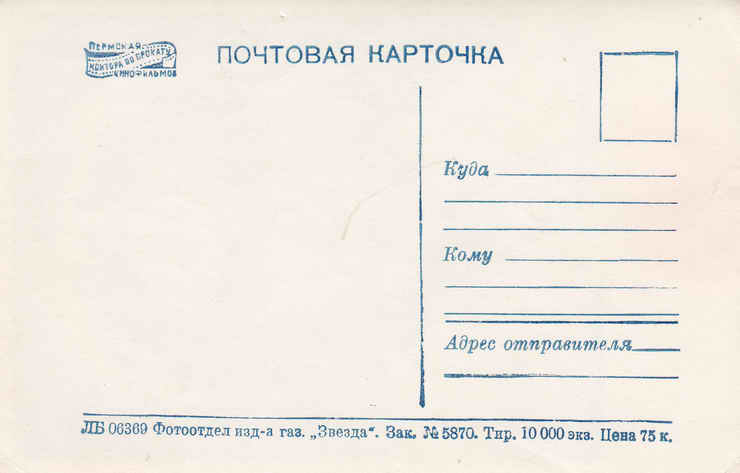 ПЕРМСКАЯ
КОНТОРА ПО ПРОКАТУ
КИНОФИЛЬМОВ
ПОЧТОВАЯ КАРТОЧКА
Куда
Кому
Адрес отправителя
ЛБ 06369 Фотоотдел изд-а газ. „Звезда“. Зак. № 5870. Тир. 10 000 экз. Цена 75 к.